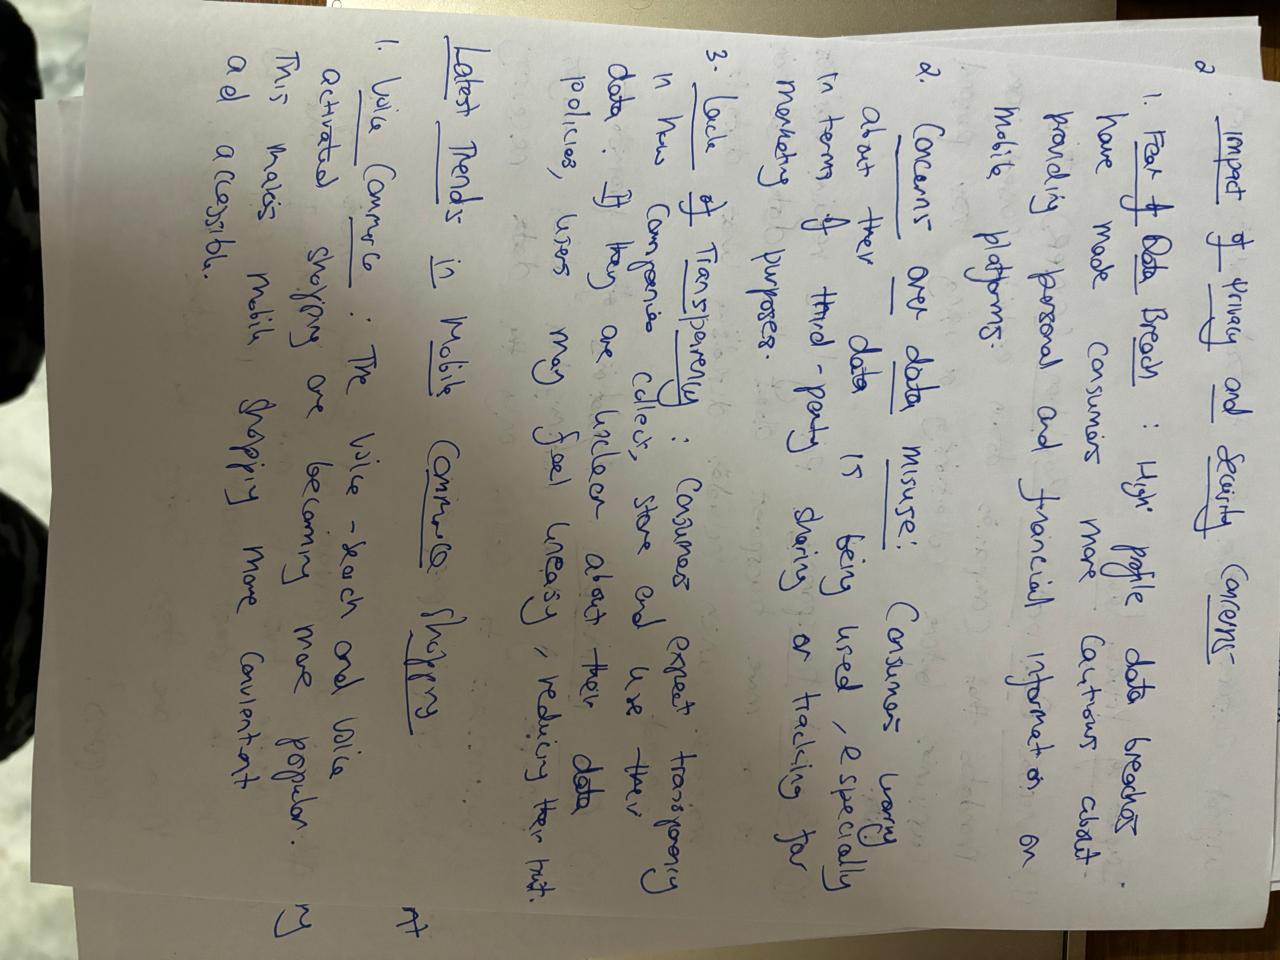 Impact of Privacy and Security Concerns
2
1. Fear of Data Breach : High profile data breaches
have made consumers more cautious about
providing personal and financial information on
mobile platforms.
2. Concerns over data misuse: Consumers worry
about their data is being used, especially
in terms of third-party sharing or tracking for
marketing purposes.
3. Lack of Transparency : Consumers expect transparency
in how companies collect, store and use their
data. If they are unclear about their data
policies, users may feel uneasy, reducing their trust.
Latest Trends in Mobile Commerce Shopping
nt
1. Voice Commerce : The voice-search and voice
activated shopping are becoming more popular.
ny
This makes mobile shopping more convientent
ad accessible.